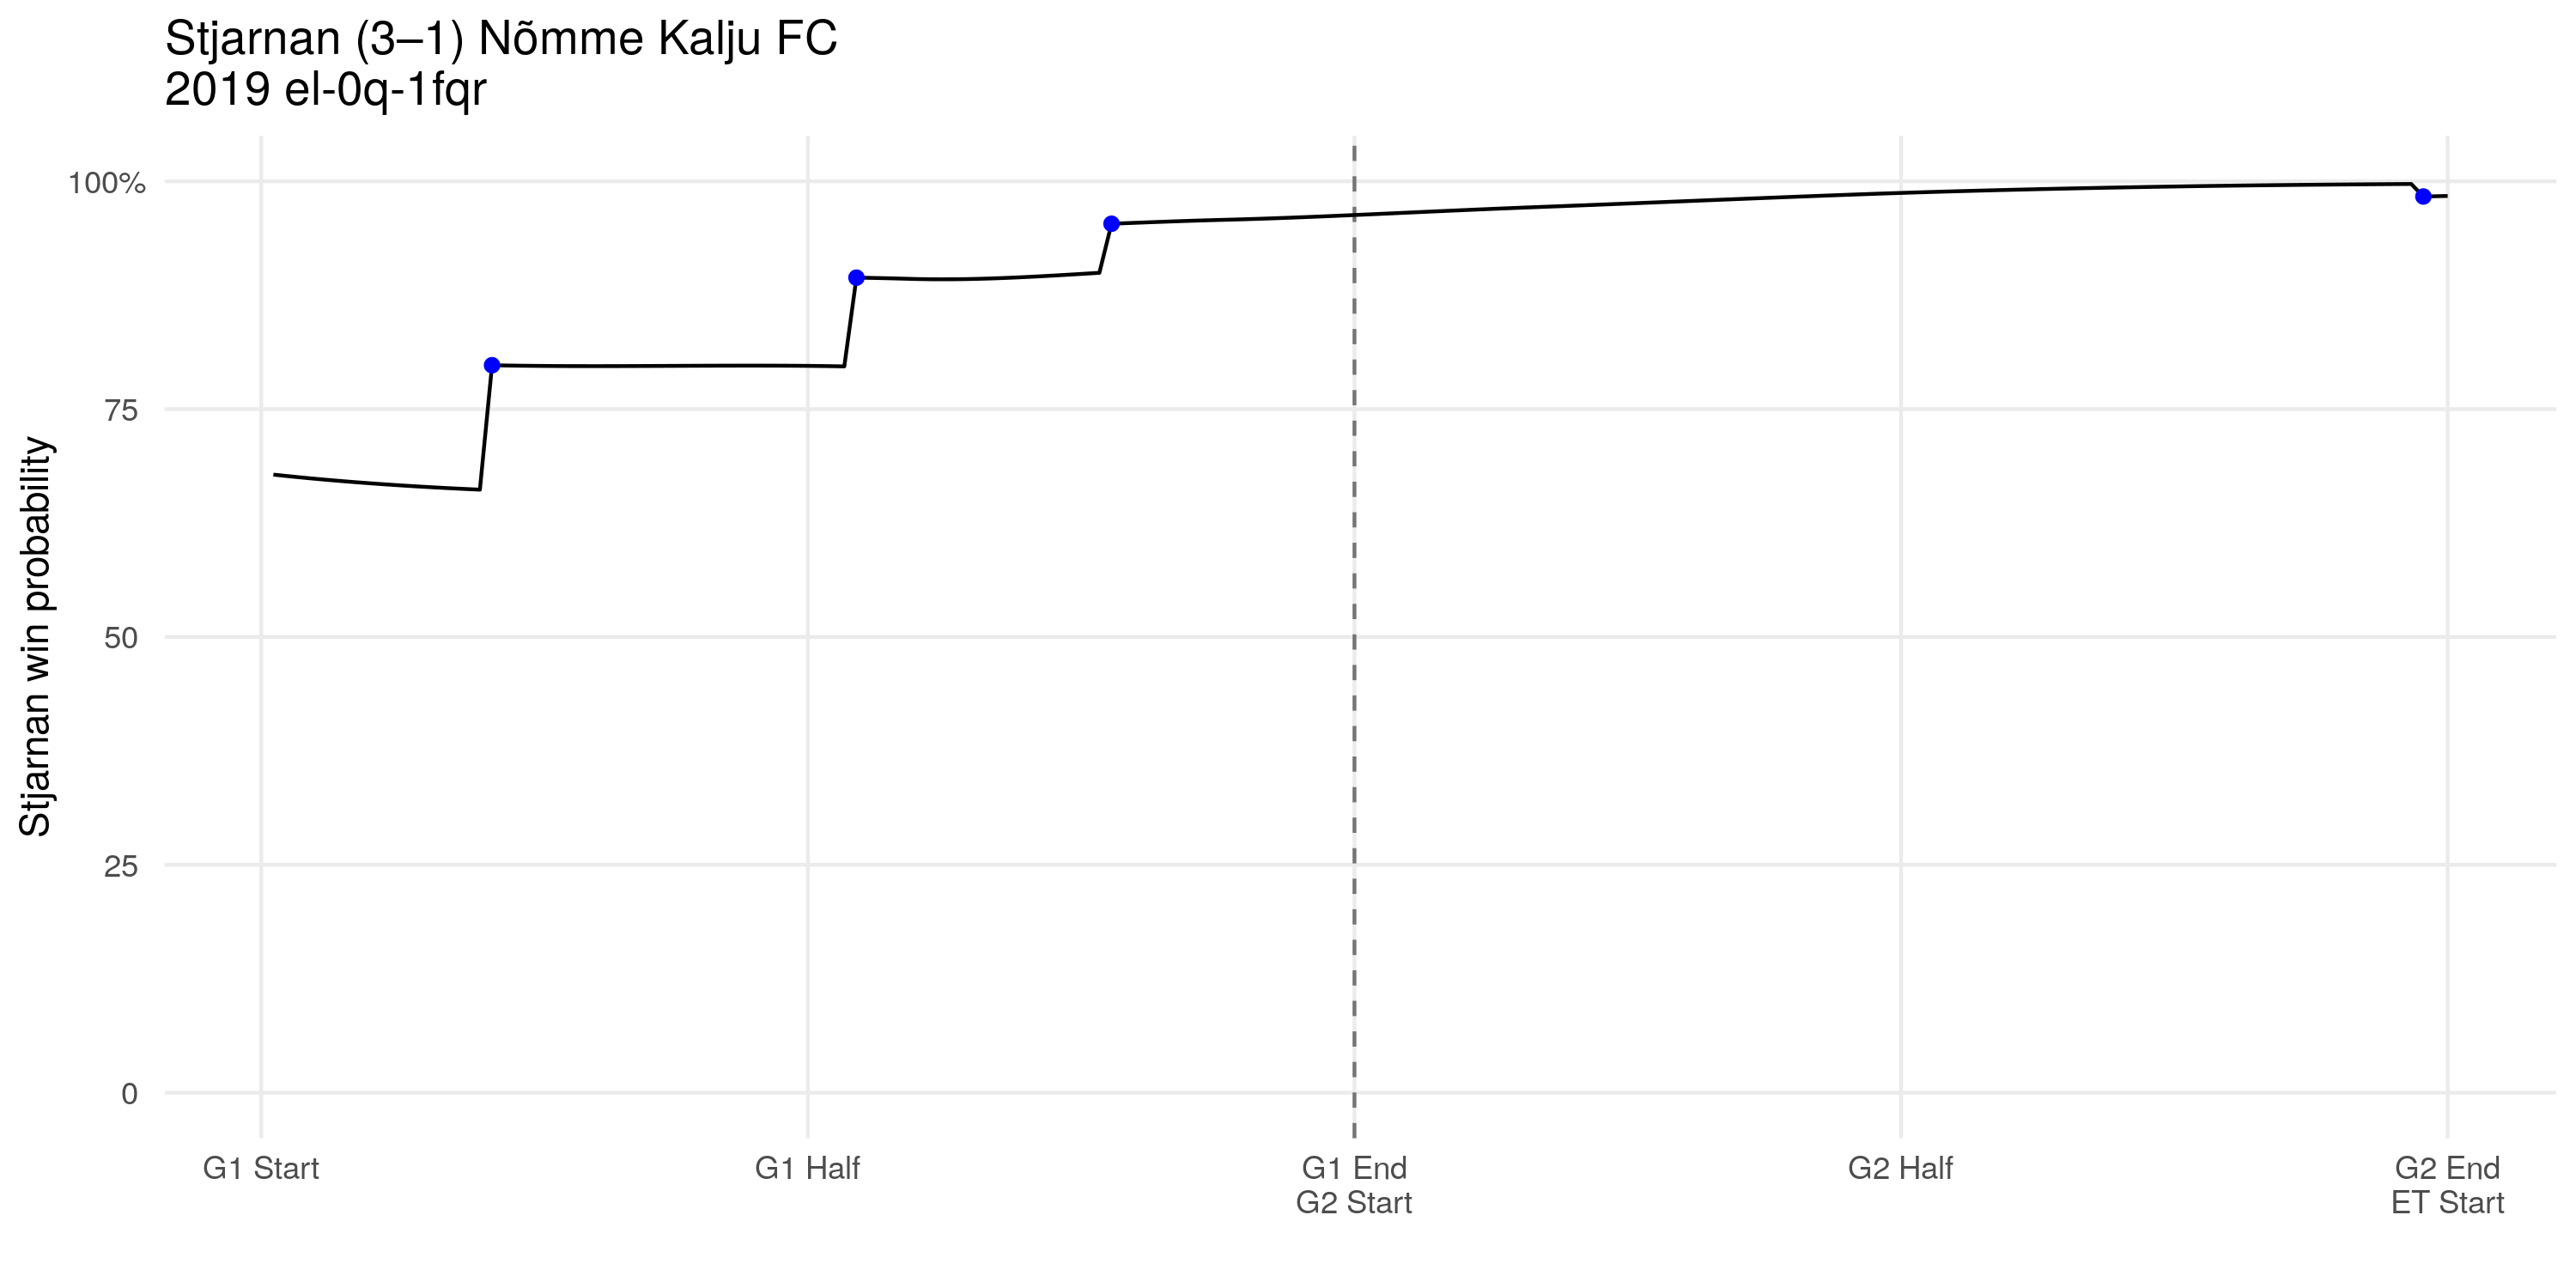 Stjarnan (3–1) Nõmme Kalju FC
2019 el-0q-1fqr
Stjarnan win probability
100%
75
50
25
0
G1 Start
G1 Half
G1 End
G2 Start
G2 Half
G2 End
ET Start